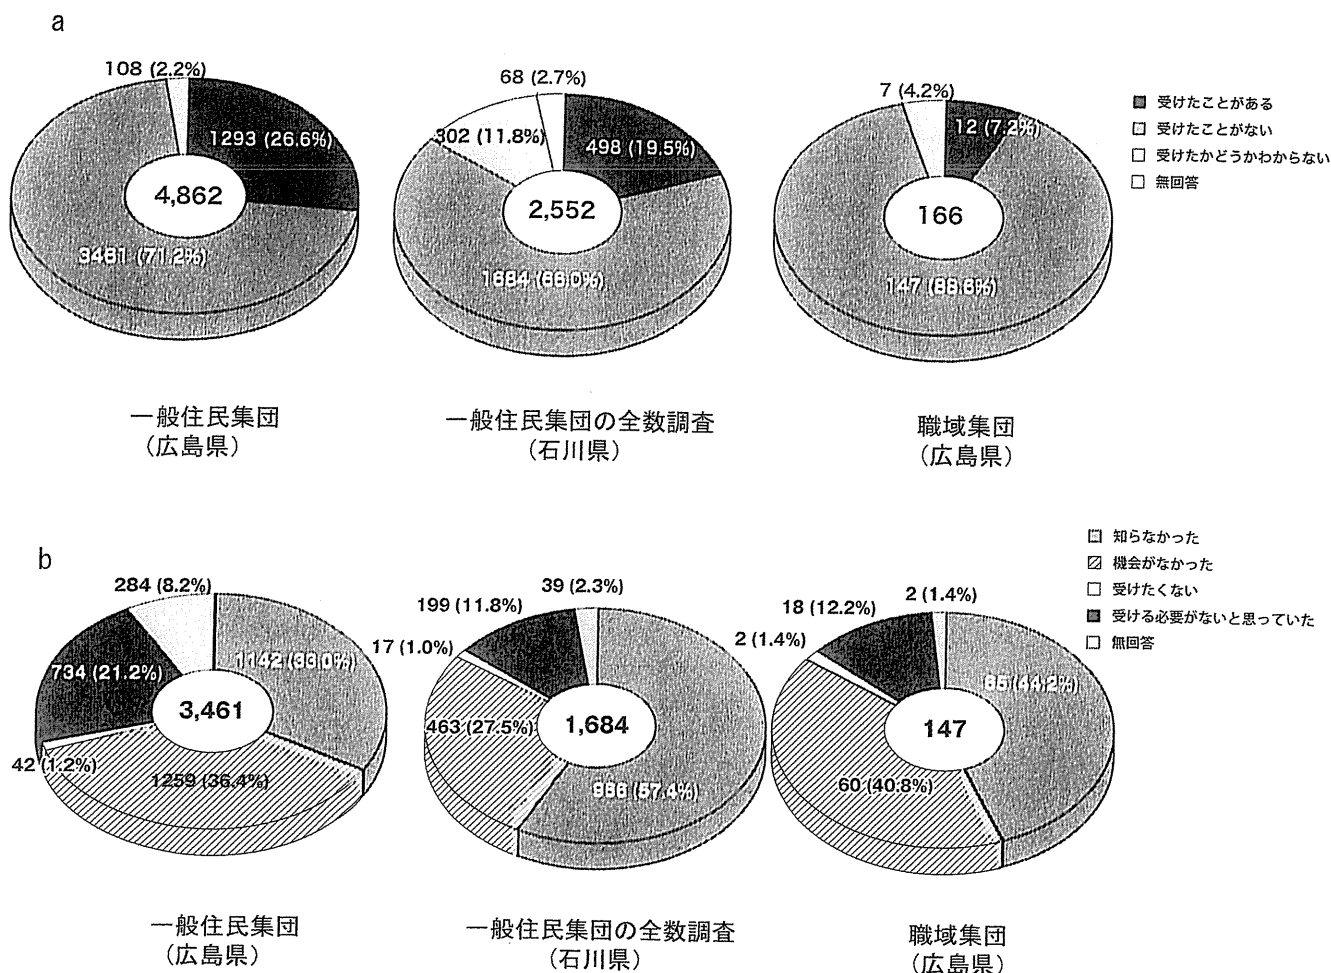 a
108 (2.2%)
1293 (26.6%)
4,862
3461 (71.2%)
一般住民集団
（広島県）
68 (2.7%)
302 (11.8%)
498 (19.5%)
2,552
1684 (66.0%)
一般住民集団の全数調査
（石川県）
7 (4.2%)
12 (7.2%)
166
147 (88.6%)
職域集団
（広島県）
受けたことがある
受けたことがない
受けたかどうかわからない
無回答
b
284 (8.2%)
1142 (33.0%)
734 (21.2%)
3,461
42 (1.2%)
1259 (36.4%)
一般住民集団
（広島県）
39 (2.3%)
199 (11.8%)
17 (1.0%)
463 (27.5%)
1,684
966 (57.4%)
一般住民集団の全数調査
（石川県）
2 (1.4%)
18 (12.2%)
2 (1.4%)
65 (44.2%)
147
60 (40.8%)
職域集団
（広島県）
知らなかった
機会がなかった
受けたくない
受ける必要がないと思っていた
無回答